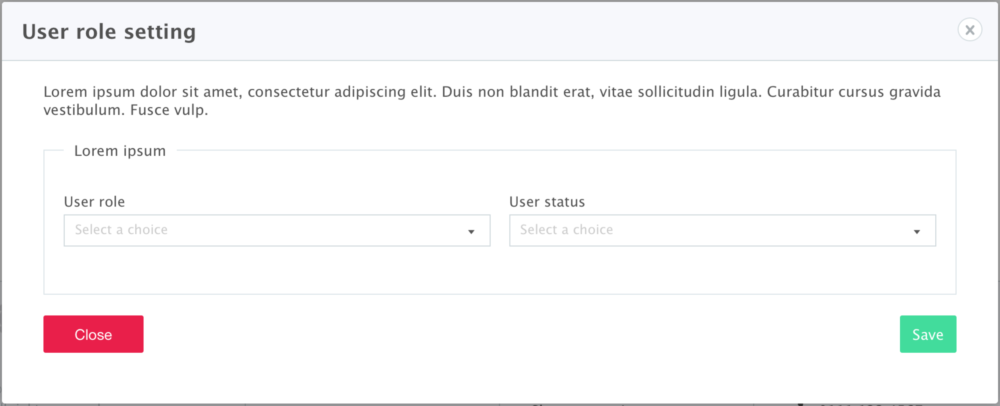 User role setting
Lorem ipsum dolor sit amet, consectetur adipiscing elit. Duis non blandit erat, vitae sollicitudin ligula. Curabitur cursus gravida
vestibulum. Fusce vulp.
Lorem ipsum
User role
User status
Select a choice
Select a choice
Close
Save